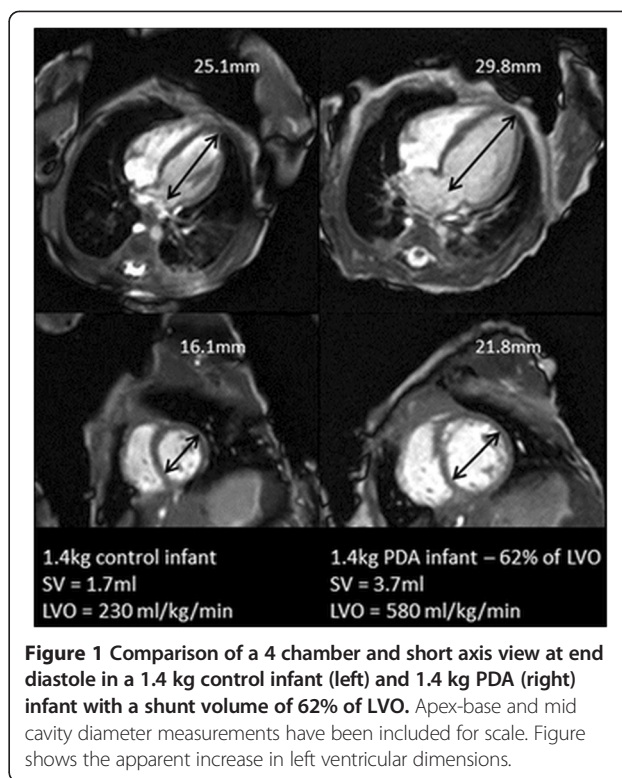 25.1mm
29.8mm
16.1mm
21.8mm
1.4kg control infant
SV = 1.7ml
LVO = 230 ml/kg/min
1.4kg PDA infant – 62% of LVO
SV = 3.7ml
LVO = 580 ml/kg/min
Figure 1 Comparison of a 4 chamber and short axis view at end
diastole in a 1.4 kg control infant (left) and 1.4 kg PDA (right)
infant with a shunt volume of 62% of LVO. Apex-base and mid
cavity diameter measurements have been included for scale. Figure
shows the apparent increase in left ventricular dimensions.